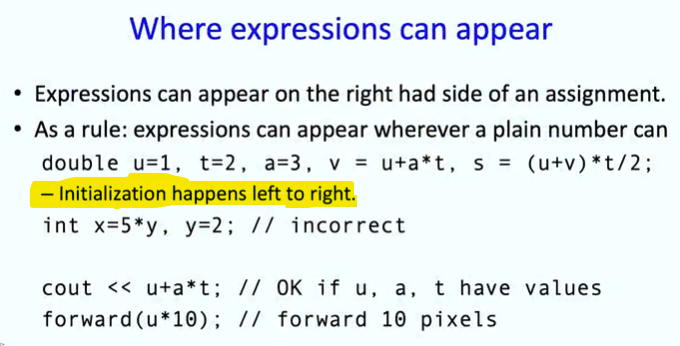 Where expressions can appear
• Expressions can appear on the right had side of an assignment.
• As a rule: expressions can appear wherever a plain number can
double u=1, t=2, a=3, v = u+a*t, s = (u+v)*t/2;
– Initialization happens left to right.
int x=5*y, y=2; // incorrect
cout << u+a*t; // OK if u, a, t have values
forward(u*10); // forward 10 pixels